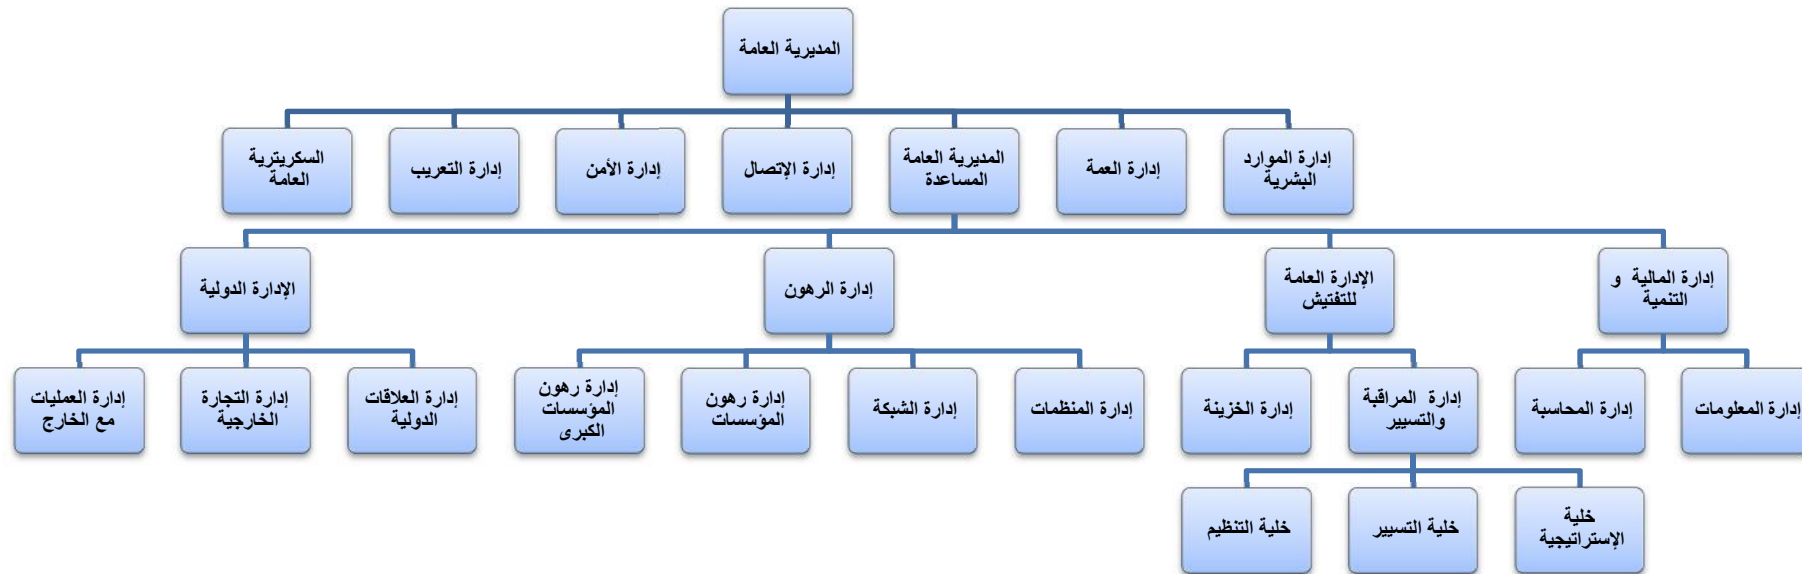 المديرية العامة
إدارة الموارد
البشرية
إدارة العمة
المديرية العامة
المساعدة
إدارة الإتصال
إدارة الأمن
إدارة التعريب
السكريترية
العامة
إدارة المالية و
التنمية
الإدارة العامة
للتفتيش
إدارة الرهون
الإدارة الدولية
إدارة المعلومات
إدارة المحاسبة
إدارة المراقبة
والتسيير
إدارة الخزينة
إدارة المنظمات
إدارة الشبكة
إدارة رهون
المؤسسات
إدارة رهون
المؤسسات
الكبرى
إدارة العلاقات
الدولية
إدارة التجارة
الخارجية
إدارة العمليات
مع الخارج
خلية
الإستراتيجية
خلية التسيير
خلية التنظيم